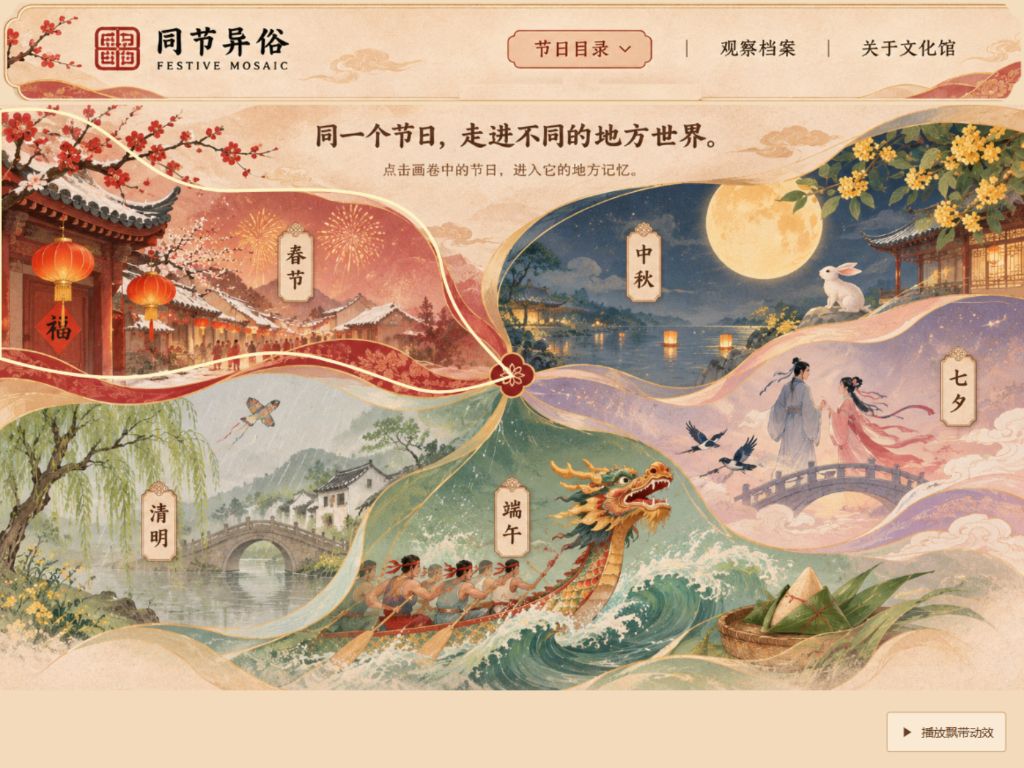 同节异俗
FESTIVE MOSAIC
节日目录
观察档案
关于文化馆
同一个节日，走进不同的地方世界。
点击画卷中的节日，进入它的地方记忆。
春节
中秋
福
七夕
清明
端午
播放飘带动效